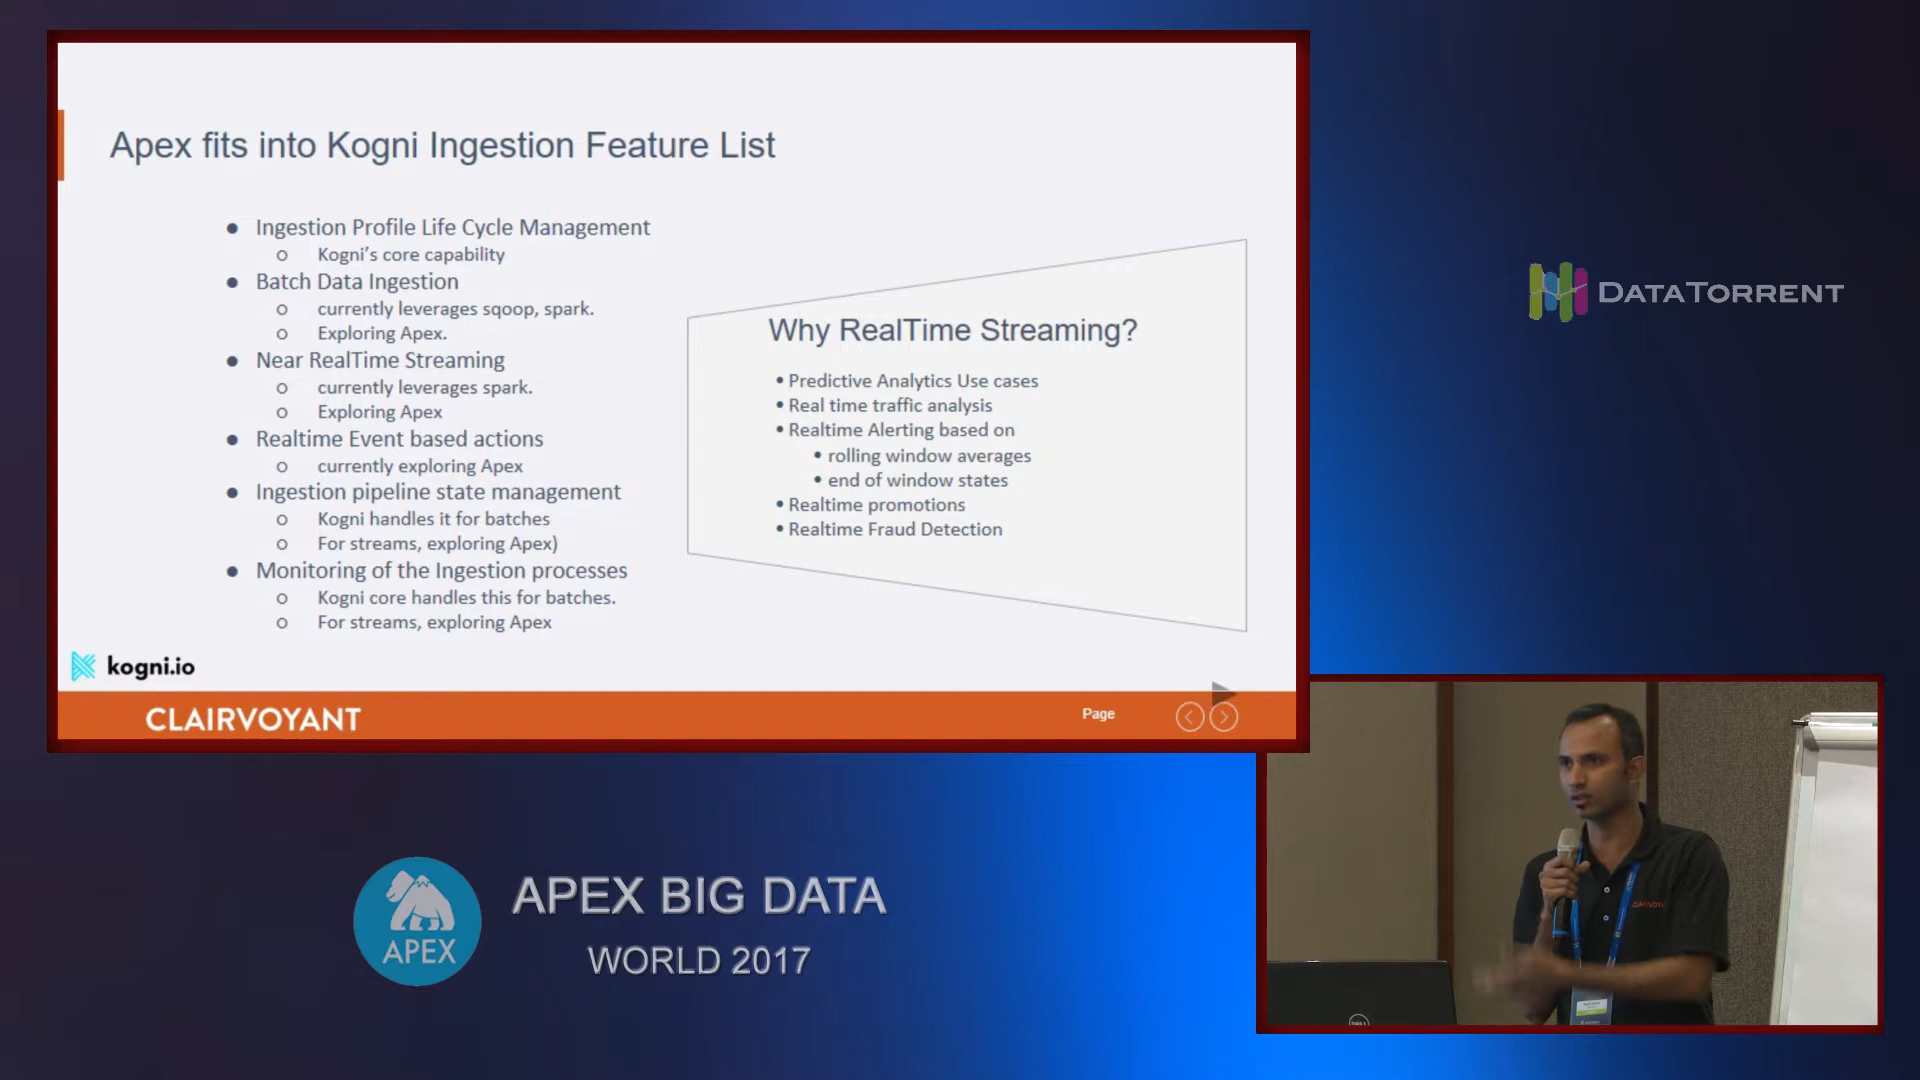 Apex fits into Kogni Ingestion Feature List
● Ingestion Profile Life Cycle Management
o Kogni's core capability
● Batch Data Ingestion
o currently leverages sqoop, spark.
o Exploring Apex.
● Near RealTime Streaming
o currently leverages spark.
o Exploring Apex
● Realtime Event based actions
o currently exploring Apex
● Ingestion pipeline state management
o Kogni handles it for batches
o For streams, exploring Apex)
● Monitoring of the Ingestion processes
o Kogni core handles this for batches.
o For streams, exploring Apex
Why RealTime Streaming?
• Predictive Analytics Use cases
• Real time traffic analysis
• Realtime Alerting based on
• rolling window averages
• end of window states
• Realtime promotions
• Realtime Fraud Detection
kogni.io
CLAIRVOYANT
Page
DATATORRENT
APEX
APEX BIG DATA
WORLD 2017